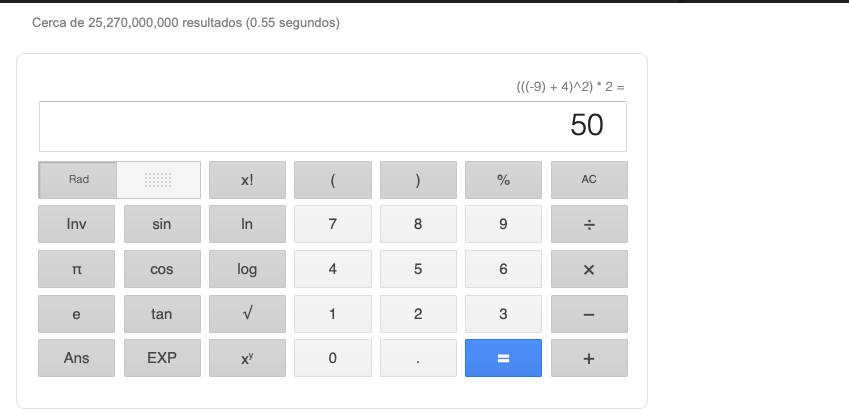 Cerca de 25,270,000,000 resultados (0.55 segundos)
(((-9) + 4)^2) * 2 =
50
Rad x! ( ) % AC
Inv sin ln 7 8 9 ÷
π cos log 4 5 6 ×
e tan √ 1 2 3 −
Ans EXP xʸ 0 . = +